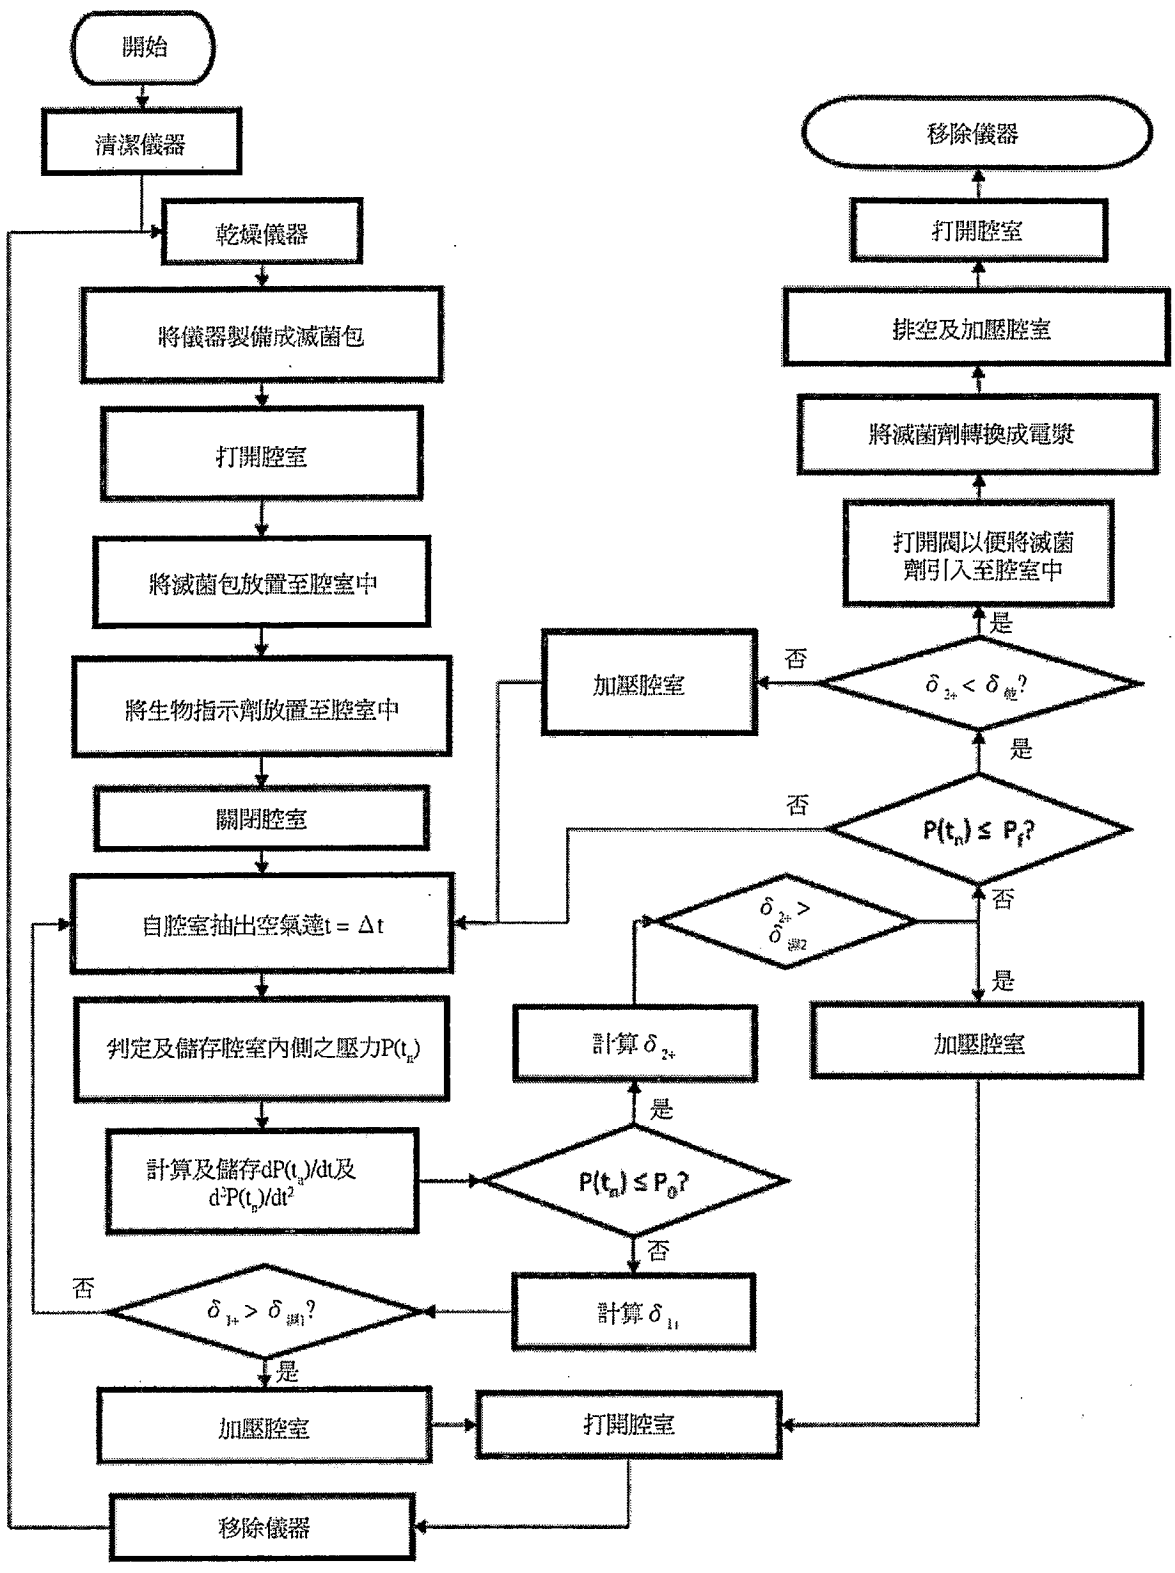 開始
清潔儀器
乾燥儀器
將儀器製備成滅菌包
打開腔室
將滅菌包放置至腔室中
將生物指示劑放置至腔室中
關閉腔室
自腔室抽出空氣達t = Δt
判定及儲存腔室內側之壓力P(tₙ)
計算及儲存dP(tₙ)/dt及
d²P(tₙ)/dt²
P(tₙ) ≤ P₀?
是
否
計算 δ₂₊
計算 δ₁₊
δ₁₊ > δ濕1?
否
是
加壓腔室
打開腔室
移除儀器
δ₂₊ >
δ濕2
否
是
加壓腔室
P(tₙ) ≤ P_f?
否
是
δ₂₊ < δ乾?
否
是
加壓腔室
打開閥以便將滅菌
劑引入至腔室中
將滅菌劑轉換成電漿
排空及加壓腔室
打開腔室
移除儀器